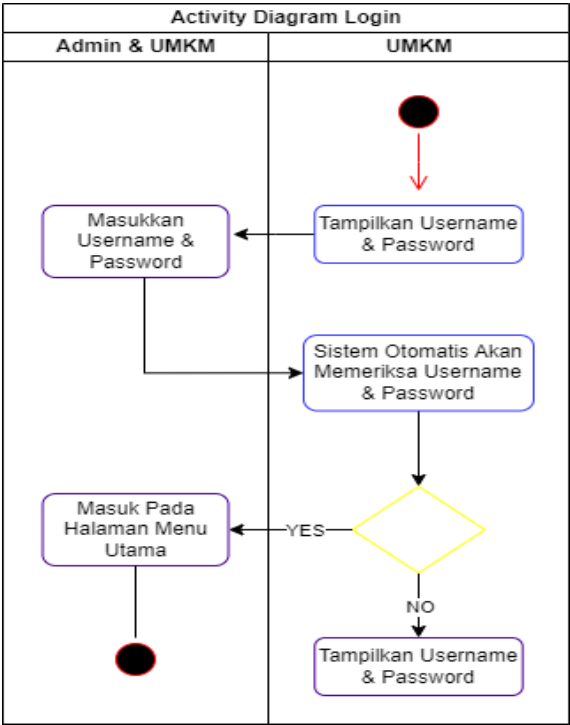 Activity Diagram Login
Admin & UMKM
UMKM
Tampilkan Username
& Password
Masukkan
Username &
Password
Sistem Otomatis Akan
Memeriksa Username
& Password
YES
Masuk Pada
Halaman Menu
Utama
NO
Tampilkan Username
& Password